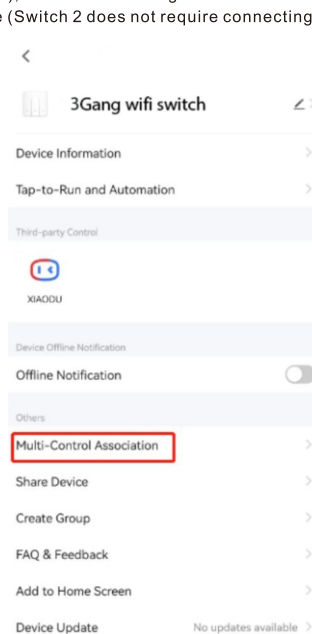 e (Switch 2 does not require connecting
3Gang wifi switch
Device Information
Tap-to-Run and Automation
Third-party Control
XIAODU
Device Offline Notification
Offline Notification
Others
Multi-Control Association
Share Device
Create Group
FAQ & Feedback
Add to Home Screen
Device Update No updates available